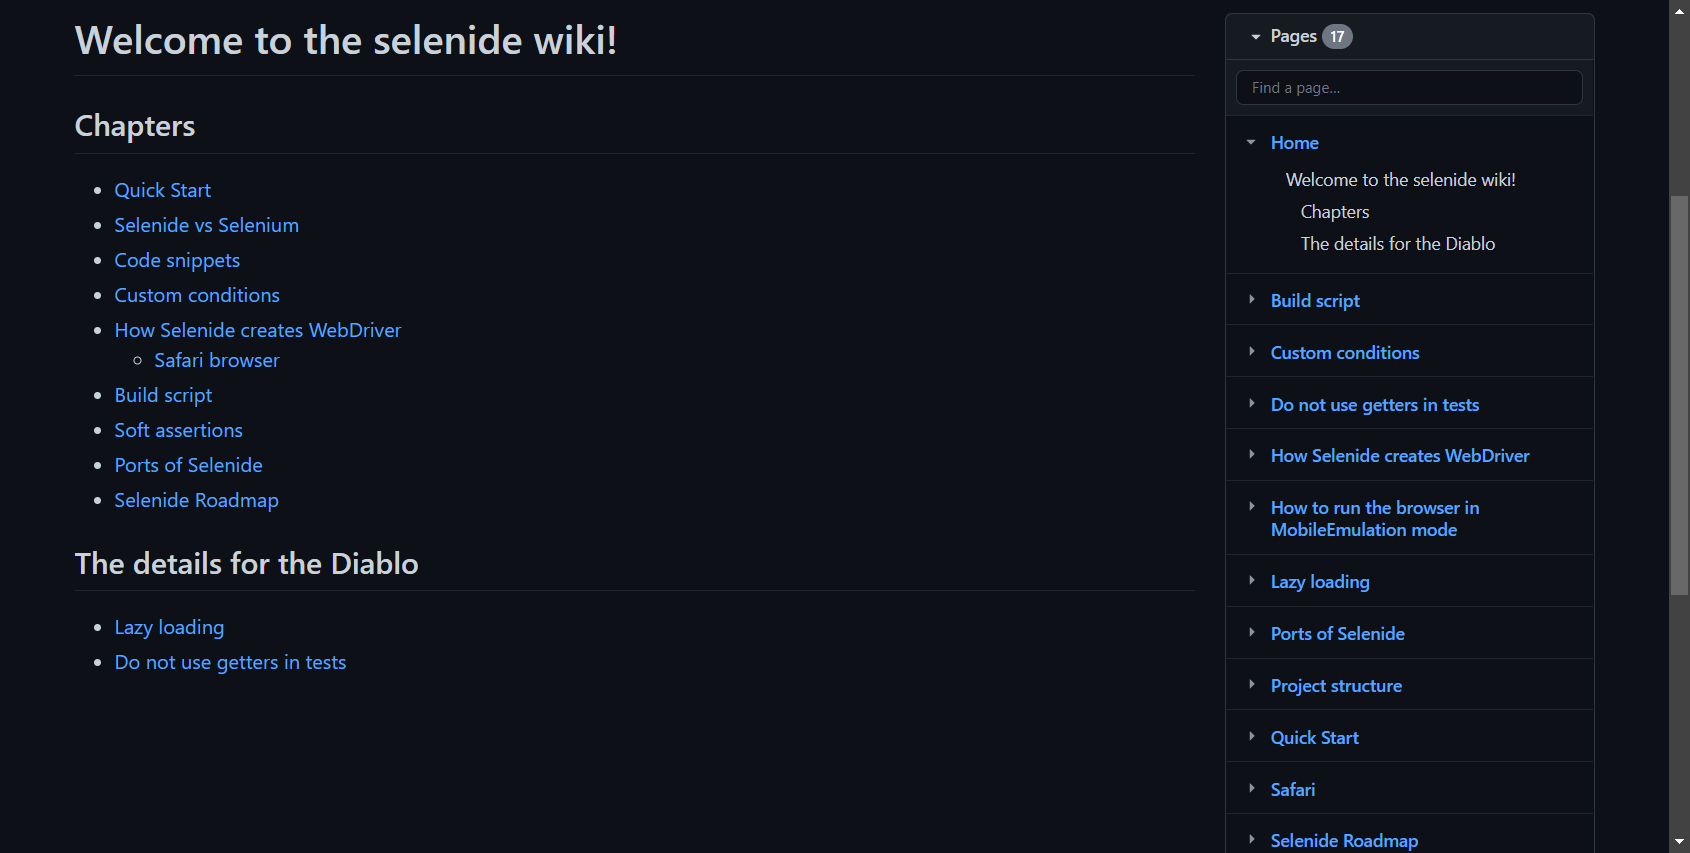 Welcome to the selenide wiki!
Chapters
Quick Start
Selenide vs Selenium
Code snippets
Custom conditions
How Selenide creates WebDriver
Safari browser
Build script
Soft assertions
Ports of Selenide
Selenide Roadmap
The details for the Diablo
Lazy loading
Do not use getters in tests
Pages 17
Find a page...
Home
Welcome to the selenide wiki!
Chapters
The details for the Diablo
Build script
Custom conditions
Do not use getters in tests
How Selenide creates WebDriver
How to run the browser in
MobileEmulation mode
Lazy loading
Ports of Selenide
Project structure
Quick Start
Safari
Selenide Roadmap